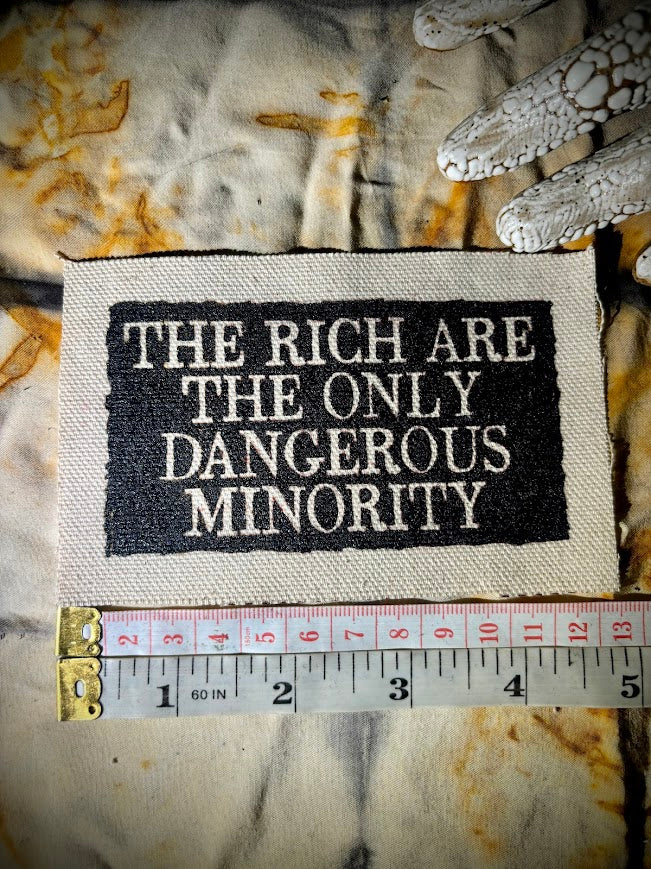 THE RICH ARE
THE ONLY
DANGEROUS
MINORITY
2 3 4 150cm 5 6 7 8 9 10 11 12 13
1 60 IN 2 3 4 5